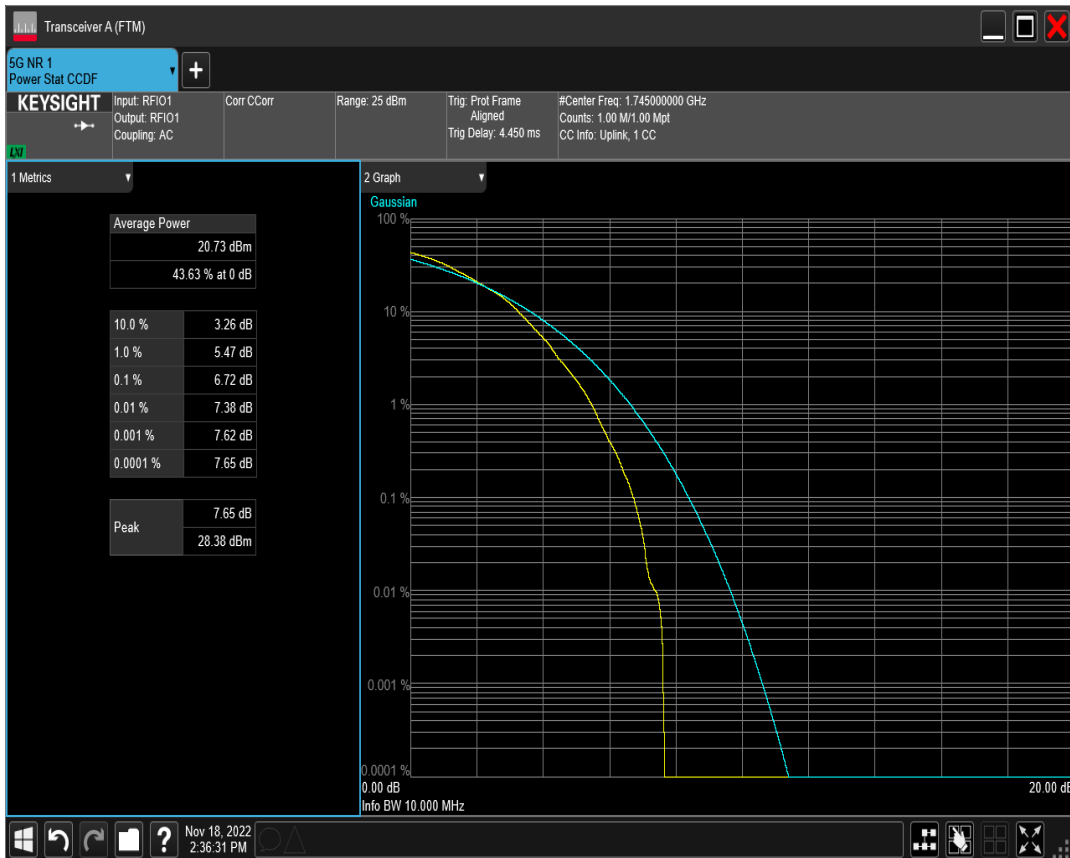 Transceiver A (FTM)
5G NR 1
Power Stat CCDF
+
KEYSIGHT
LXI
Input: RFIO1
Output: RFIO1
Coupling: AC
Corr CCorr
Range: 25 dBm
Trig: Prot Frame
Aligned
Trig Delay: 4.450 ms
#Center Freq: 1.745000000 GHz
Counts: 1.00 M/1.00 Mpt
CC Info: Uplink, 1 CC
1 Metrics
Average Power
20.73 dBm
43.63 % at 0 dB
10.0 % 3.26 dB
1.0 % 5.47 dB
0.1 % 6.72 dB
0.01 % 7.38 dB
0.001 % 7.62 dB
0.0001 % 7.65 dB
Peak
7.65 dB
28.38 dBm
2 Graph
Gaussian
100 %
10 %
1 %
0.1 %
0.01 %
0.001 %
0.0001 %
0.00 dB 20.00 dB
Info BW 10.000 MHz
?
Nov 18, 2022
2:36:31 PM